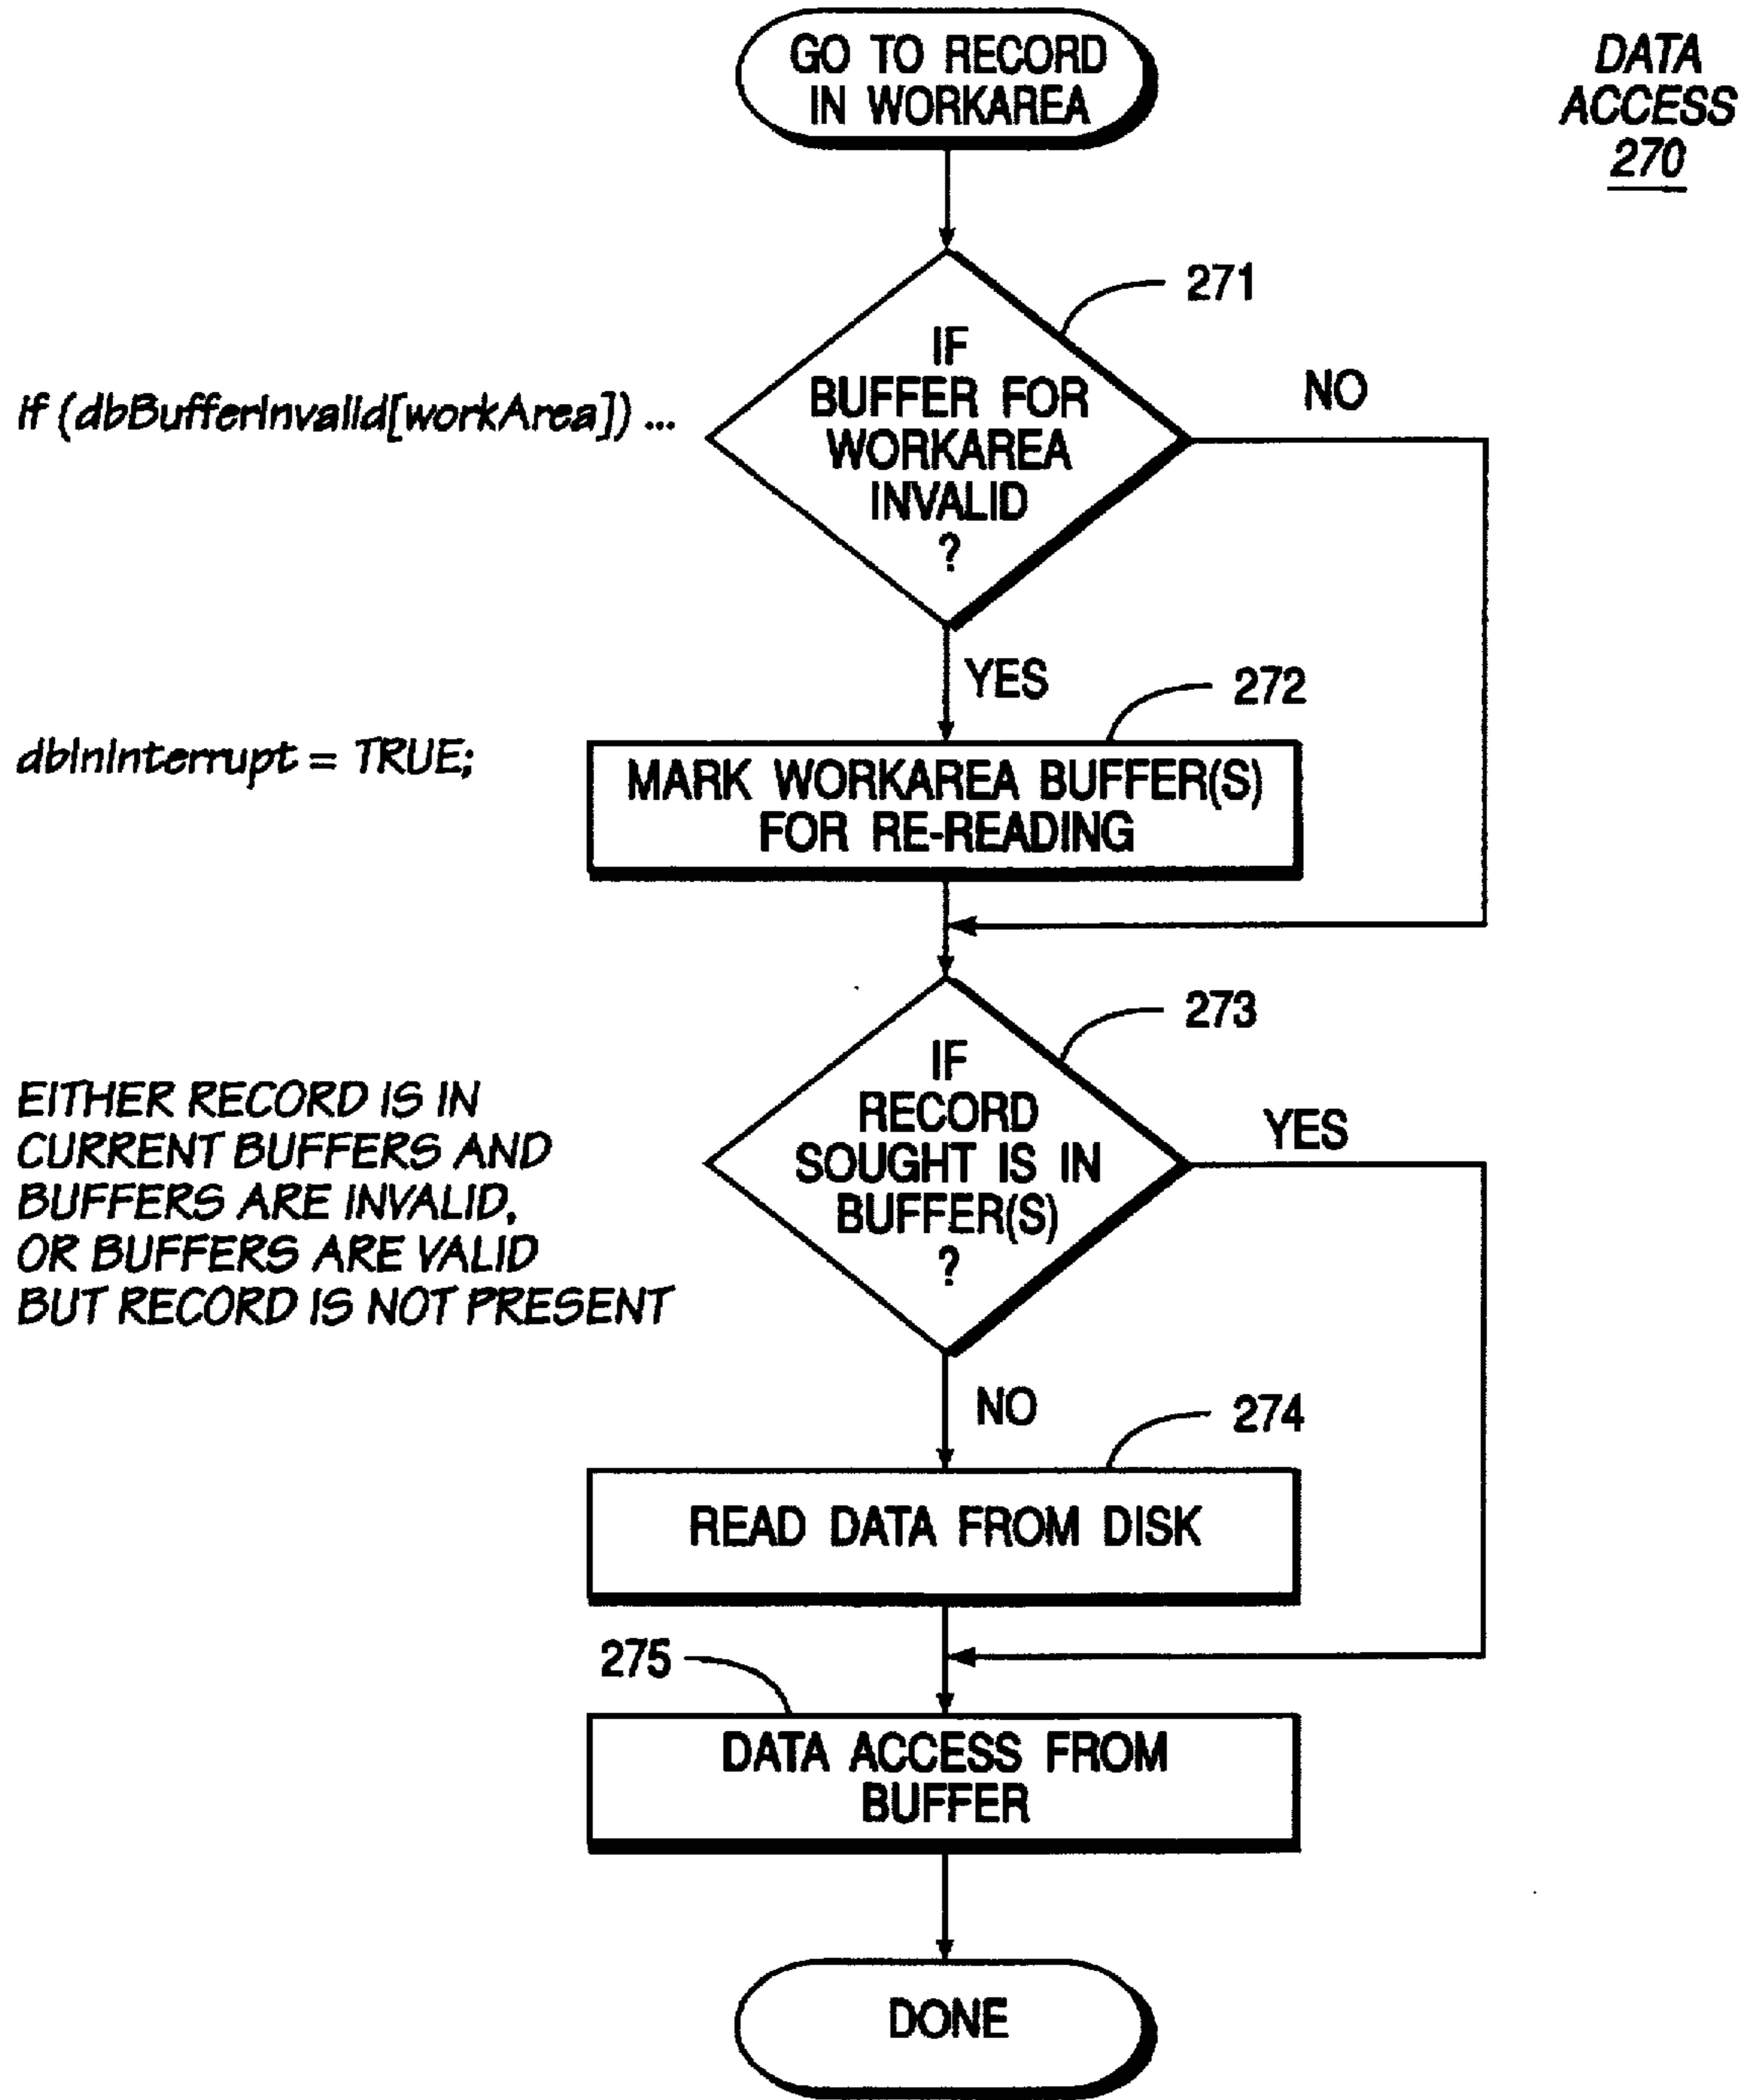 GO TO RECORD
IN WORKAREA
DATA
ACCESS
270
271
IF
BUFFER FOR
WORKAREA
INVALID
?
NO
if (dbBufferInvalid[workArea]) ...
YES
272
dbInInterrupt = TRUE;
MARK WORKAREA BUFFER(S)
FOR RE-READING
273
IF
RECORD
SOUGHT IS IN
BUFFER(S)
?
YES
EITHER RECORD IS IN
CURRENT BUFFERS AND
BUFFERS ARE INVALID,
OR BUFFERS ARE VALID
BUT RECORD IS NOT PRESENT
NO
274
READ DATA FROM DISK
275
DATA ACCESS FROM
BUFFER
DONE